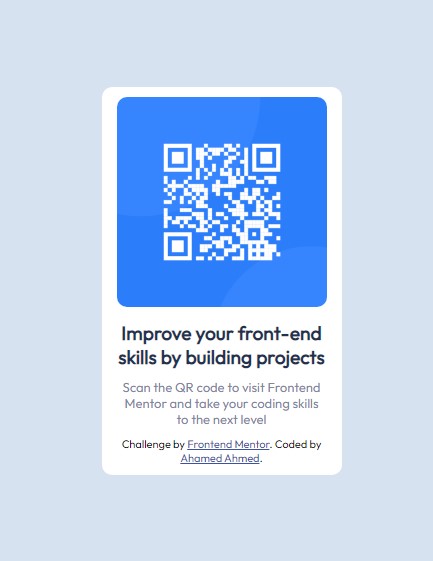 Improve your front-end
skills by building projects
Scan the QR code to visit Frontend
Mentor and take your coding skills
to the next level
Challenge by Frontend Mentor. Coded by
Ahamed Ahmed.